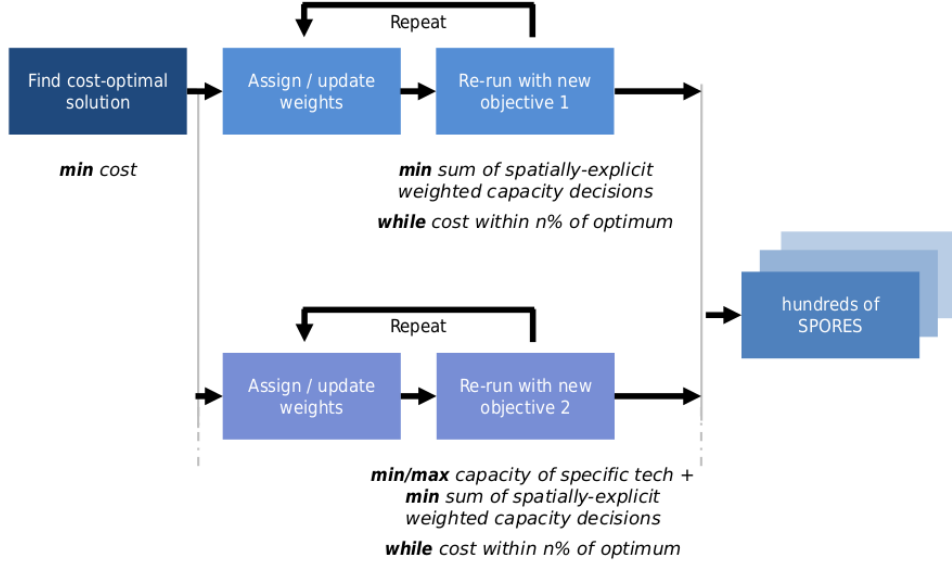 Repeat
Find cost-optimal
solution
Assign / update
weights
Re-run with new
objective 1
min cost
min sum of spatially-explicit
weighted capacity decisions
while cost within n% of optimum
hundreds of
SPORES
Repeat
Assign / update
weights
Re-run with new
objective 2
min/max capacity of specific tech +
min sum of spatially-explicit
weighted capacity decisions
while cost within n% of optimum